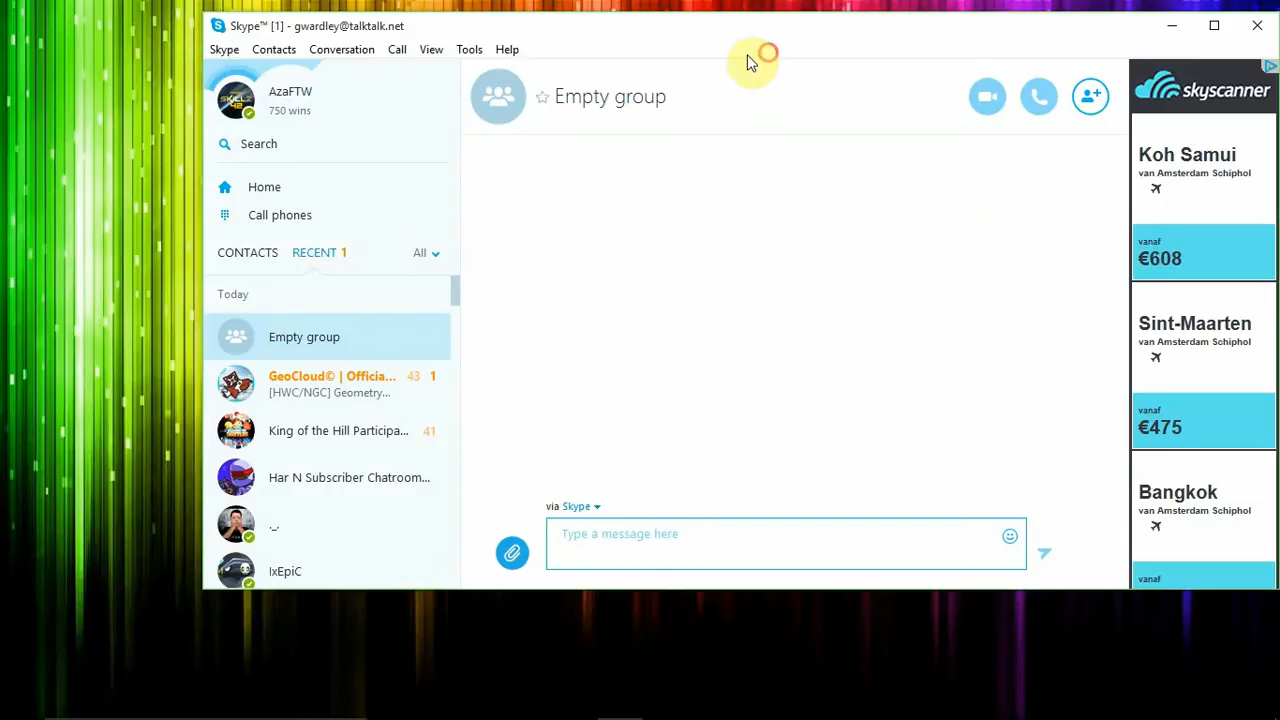 Skype™ [1] - gwardley@talktalk.net
Skype Contacts Conversation Call View Tools Help
AzaFTW
750 wins
Search
Home
Call phones
CONTACTS RECENT 1 All
Today
Empty group
GeoCloud© | Officia... 43 1
[HWC/NGC] Geometry...
King of the Hill Participa... 41
Har N Subscriber Chatroom...
._.
IxEpiC
Empty group
via Skype
Type a message here
skyscanner
Koh Samui
van Amsterdam Schiphol
vanaf
€608
Sint-Maarten
van Amsterdam Schiphol
vanaf
€475
Bangkok
van Amsterdam Schiphol
vanaf